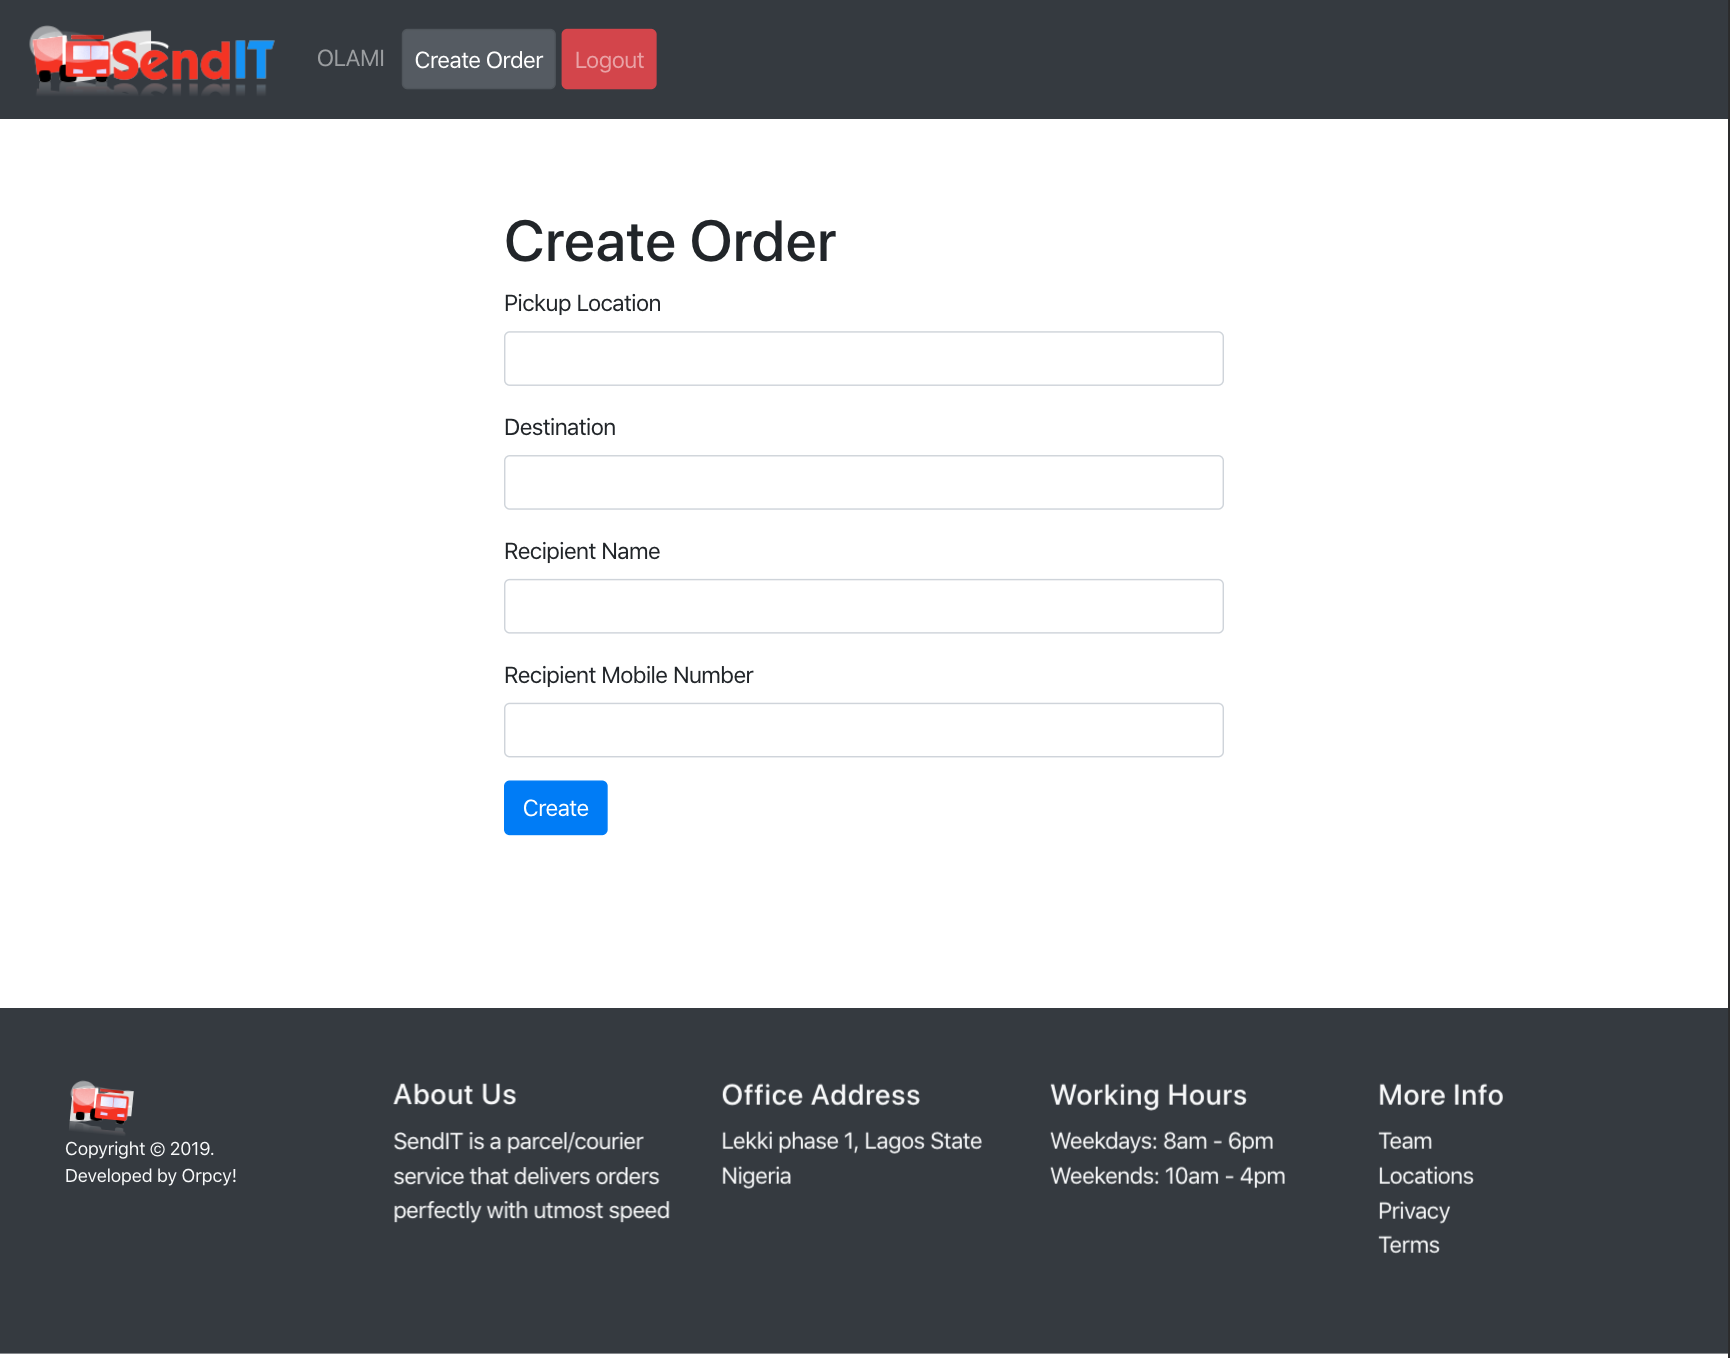 SendIT
OLAMI
Create Order
Logout
Create Order
Pickup Location
Destination
Recipient Name
Recipient Mobile Number
Create
Copyright © 2019.
Developed by Orpcy!
About Us
SendIT is a parcel/courier
service that delivers orders
perfectly with utmost speed
Office Address
Lekki phase 1, Lagos State
Nigeria
Working Hours
Weekdays: 8am - 6pm
Weekends: 10am - 4pm
More Info
Team
Locations
Privacy
Terms